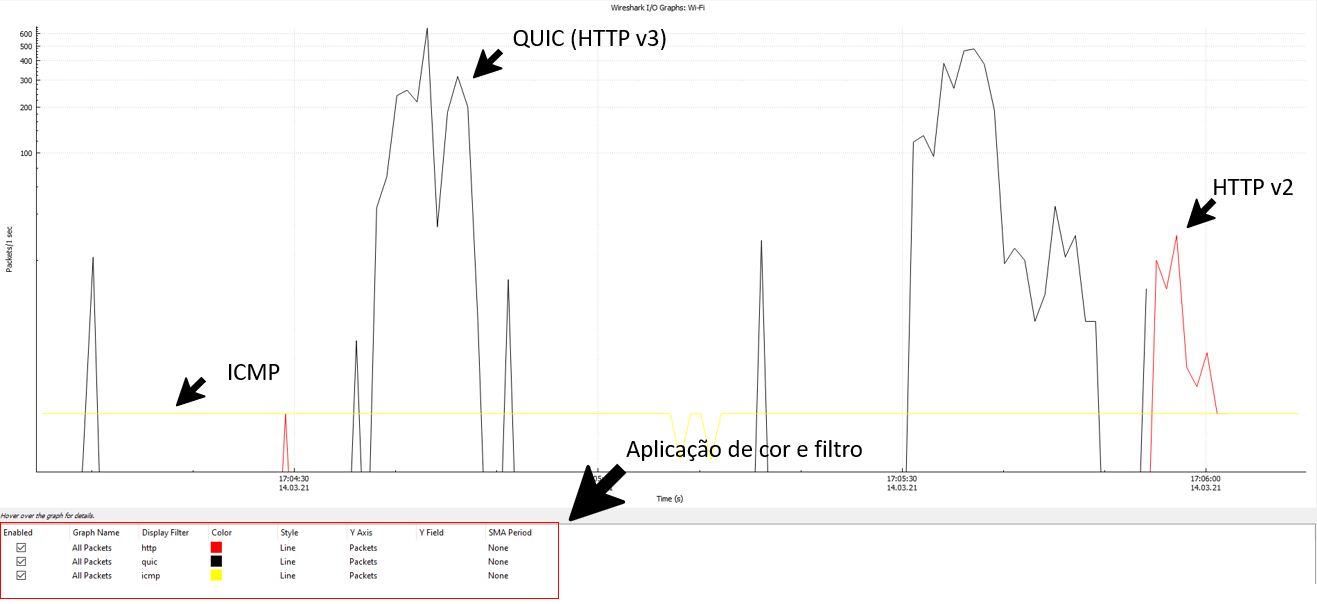 Wireshark I/O Graphs: Wi-Fi
QUIC (HTTP v3)
HTTP v2
ICMP
Aplicação de cor e filtro
600
500
400
300
200
100
Packets/1 sec
17:04:30
14.03.21
17:05:30
14.03.21
17:06:00
14.03.21
Time (s)
Hover over the graph for details.
Enabled Graph Name Display Filter Color Style Y Axis Y Field SMA Period
All Packets http Line Packets None
All Packets quic Line Packets None
All Packets icmp Line Packets None